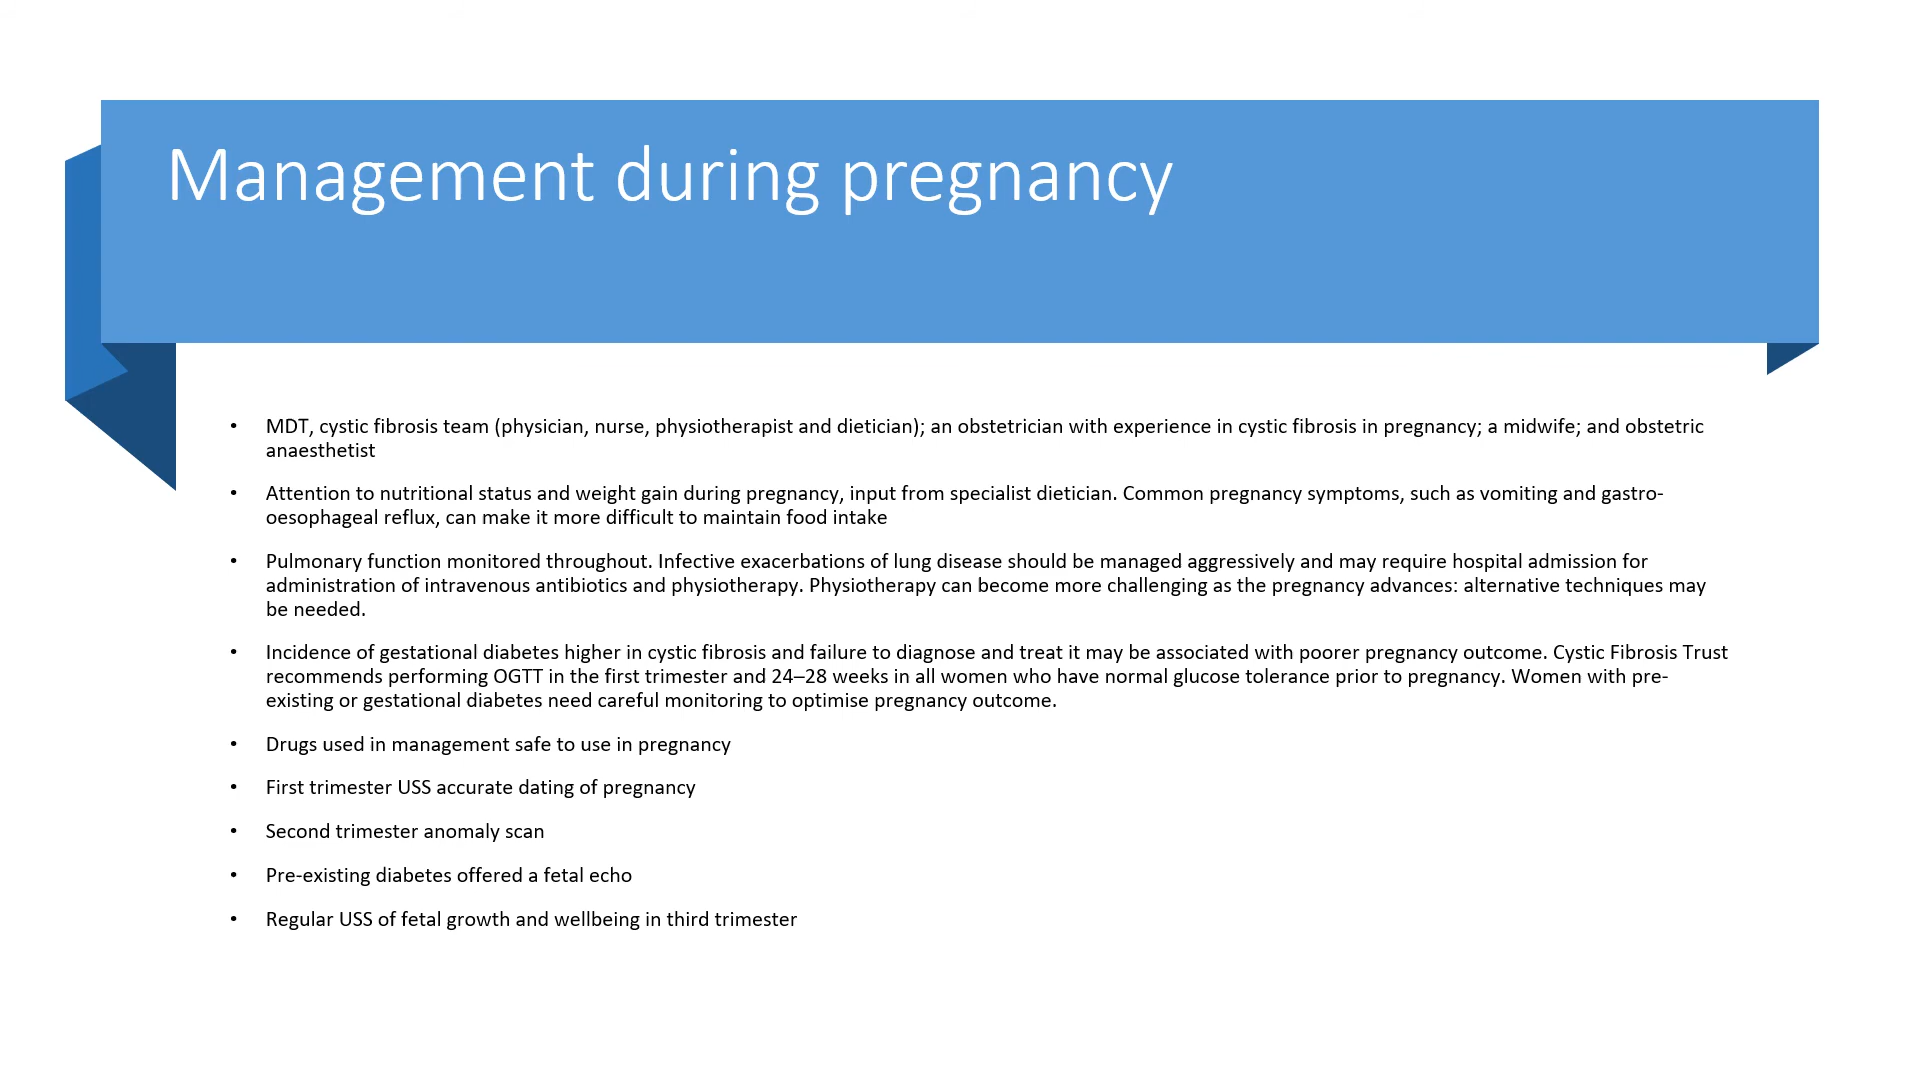 Management during pregnancy
• MDT, cystic fibrosis team (physician, nurse, physiotherapist and dietician); an obstetrician with experience in cystic fibrosis in pregnancy; a midwife; and obstetric
anaesthetist
• Attention to nutritional status and weight gain during pregnancy, input from specialist dietician. Common pregnancy symptoms, such as vomiting and gastro-
oesophageal reflux, can make it more difficult to maintain food intake
• Pulmonary function monitored throughout. Infective exacerbations of lung disease should be managed aggressively and may require hospital admission for
administration of intravenous antibiotics and physiotherapy. Physiotherapy can become more challenging as the pregnancy advances: alternative techniques may
be needed.
• Incidence of gestational diabetes higher in cystic fibrosis and failure to diagnose and treat it may be associated with poorer pregnancy outcome. Cystic Fibrosis Trust
recommends performing OGTT in the first trimester and 24–28 weeks in all women who have normal glucose tolerance prior to pregnancy. Women with pre-
existing or gestational diabetes need careful monitoring to optimise pregnancy outcome.
• Drugs used in management safe to use in pregnancy
• First trimester USS accurate dating of pregnancy
• Second trimester anomaly scan
• Pre-existing diabetes offered a fetal echo
• Regular USS of fetal growth and wellbeing in third trimester